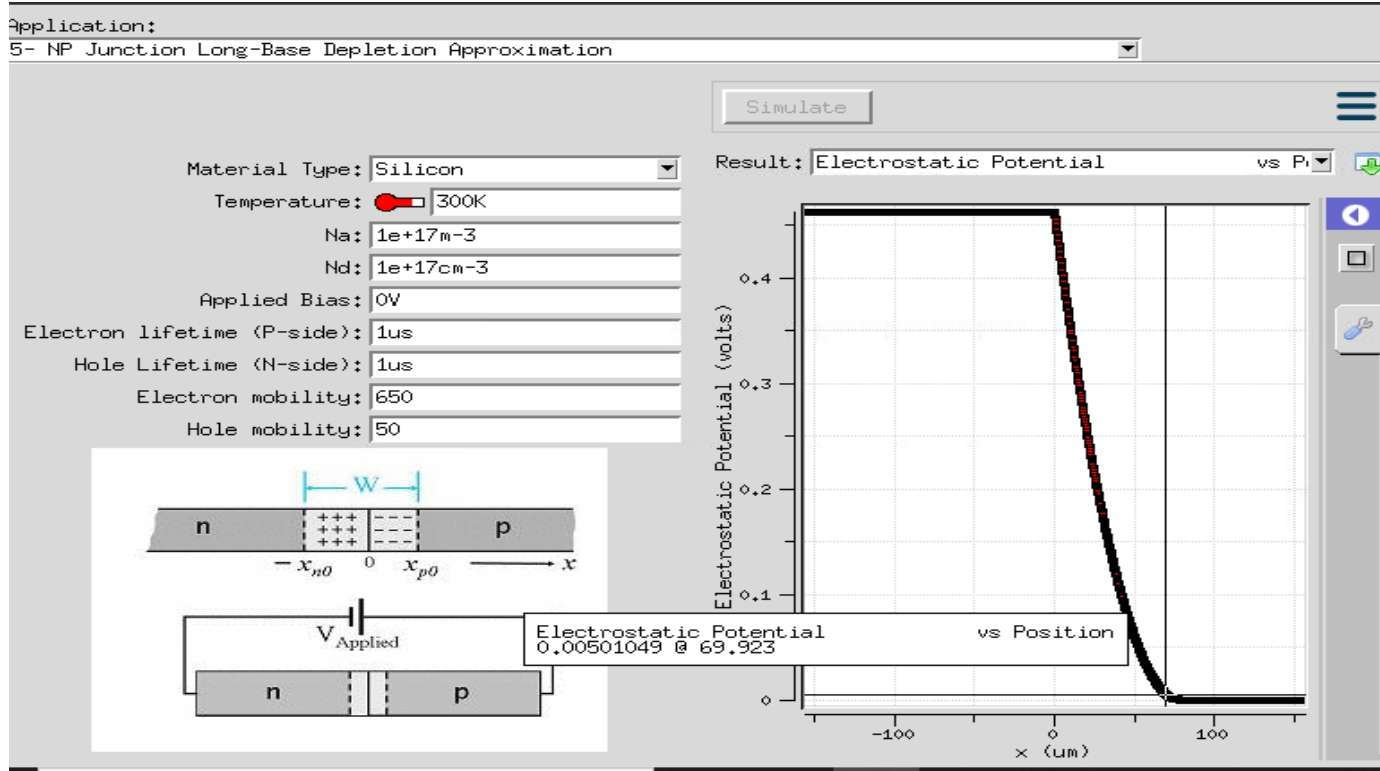 Application:
5- NP Junction Long-Base Depletion Approximation
Simulate
Material Type: Silicon
Temperature: 300K
Na: 1e+17m-3
Nd: 1e+17cm-3
Applied Bias: 0V
Electron lifetime (P-side): 1us
Hole Lifetime (N-side): 1us
Electron mobility: 650
Hole mobility: 50
W
n
+++
+++
+++
---
---
---
p
-xn0
0
xp0
x
VApplied
n
p
Result: Electrostatic Potential vs P
Electrostatic Potential (volts)
0.4
0.3
0.2
0.1
0
Electrostatic Potential vs Position
0.00501049 @ 69.923
-100
0
100
x (um)